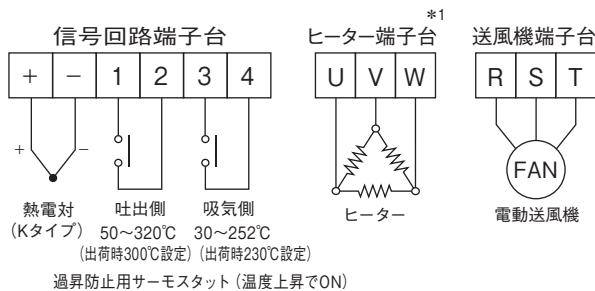 *1
信号回路端子台 ヒーター端子台 送風機端子台
+ − 1 2 3 4 U V W R S T
+ −
FAN
熱電対 吐出側 吸気側 ヒーター 電動送風機
(Kタイプ) 50〜320℃ 30〜252℃
(出荷時300℃設定) (出荷時230℃設定)
過昇防止用サーモスタット (温度上昇でON)